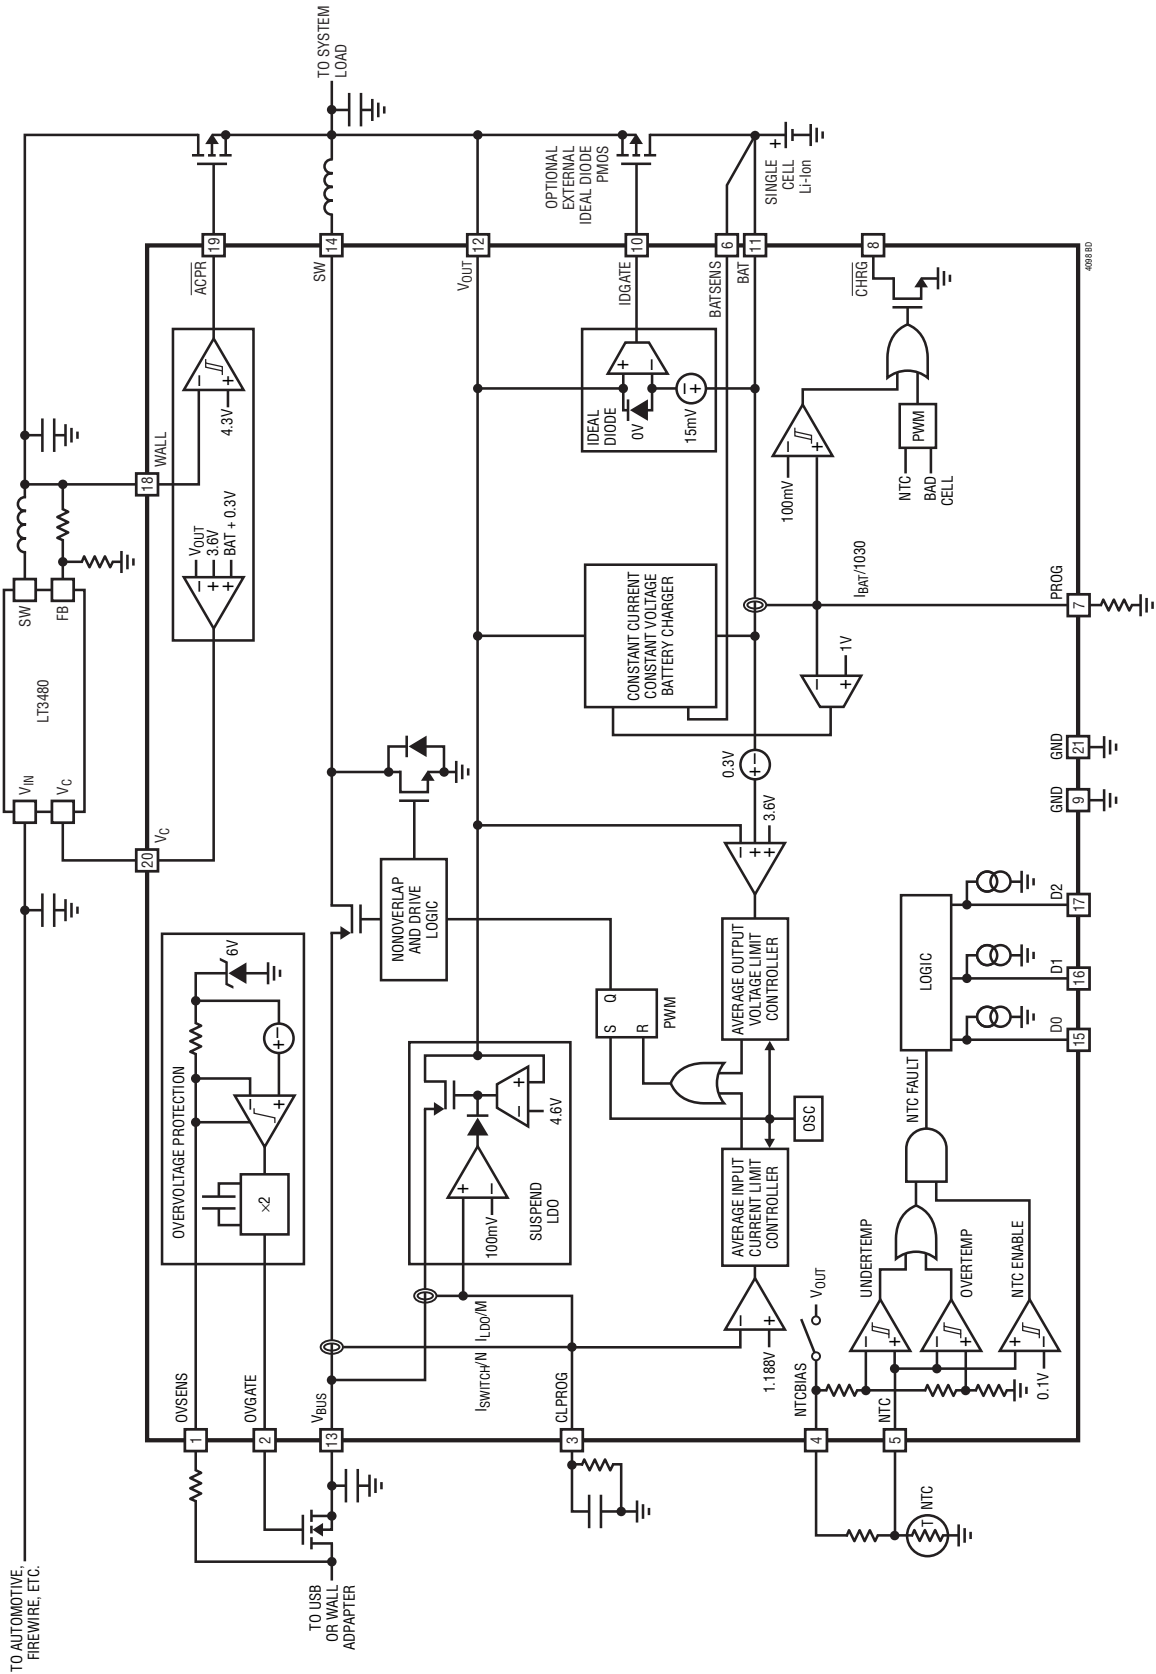 TO AUTOMOTIVE,
FIREWIRE, ETC.
VIN
SW
LT3480
VC
FB
20
VC
18
WALL
OVERVOLTAGE PROTECTION
×2
–
+
+
–
6V
VOUT
3.6V
BAT + 0.3V
–
+
+
–
+
4.3V
ACPR
19
OVSENS
1
OVGATE
2
VBUS
13
TO USB
OR WALL
ADPAPTER
SW
14
TO SYSTEM
LOAD
NONOVERLAP
AND DRIVE
LOGIC
ISWITCH/N
ILDO/M
SUSPEND
LDO
100mV
+
–
–
+
4.6V
VOUT
12
CLPROG
3
S
Q
R
PWM
IDEAL
DIODE
0V
15mV
+
–
–
+
IDGATE
10
OPTIONAL
EXTERNAL
IDEAL DIODE
PMOS
CONSTANT CURRENT
CONSTANT VOLTAGE
BATTERY CHARGER
BATSENS
6
BAT
11
+
SINGLE
CELL
Li-Ion
1.188V
–
+
AVERAGE INPUT
CURRENT LIMIT
CONTROLLER
OSC
AVERAGE OUTPUT
VOLTAGE LIMIT
CONTROLLER
–
+
+
3.6V
0.3V
+
–
–
+
1V
IBAT/1030
100mV
–
+
NTC
BAD
CELL
PWM
CHRG
8
NTCBIAS
4
VOUT
NTC
5
T
NTC
–
+
–
+
+
–
0.1V
UNDERTEMP
OVERTEMP
NTC ENABLE
NTC FAULT
LOGIC
D0
15
D1
16
D2
17
GND
9
GND
21
PROG
7
4098 BD